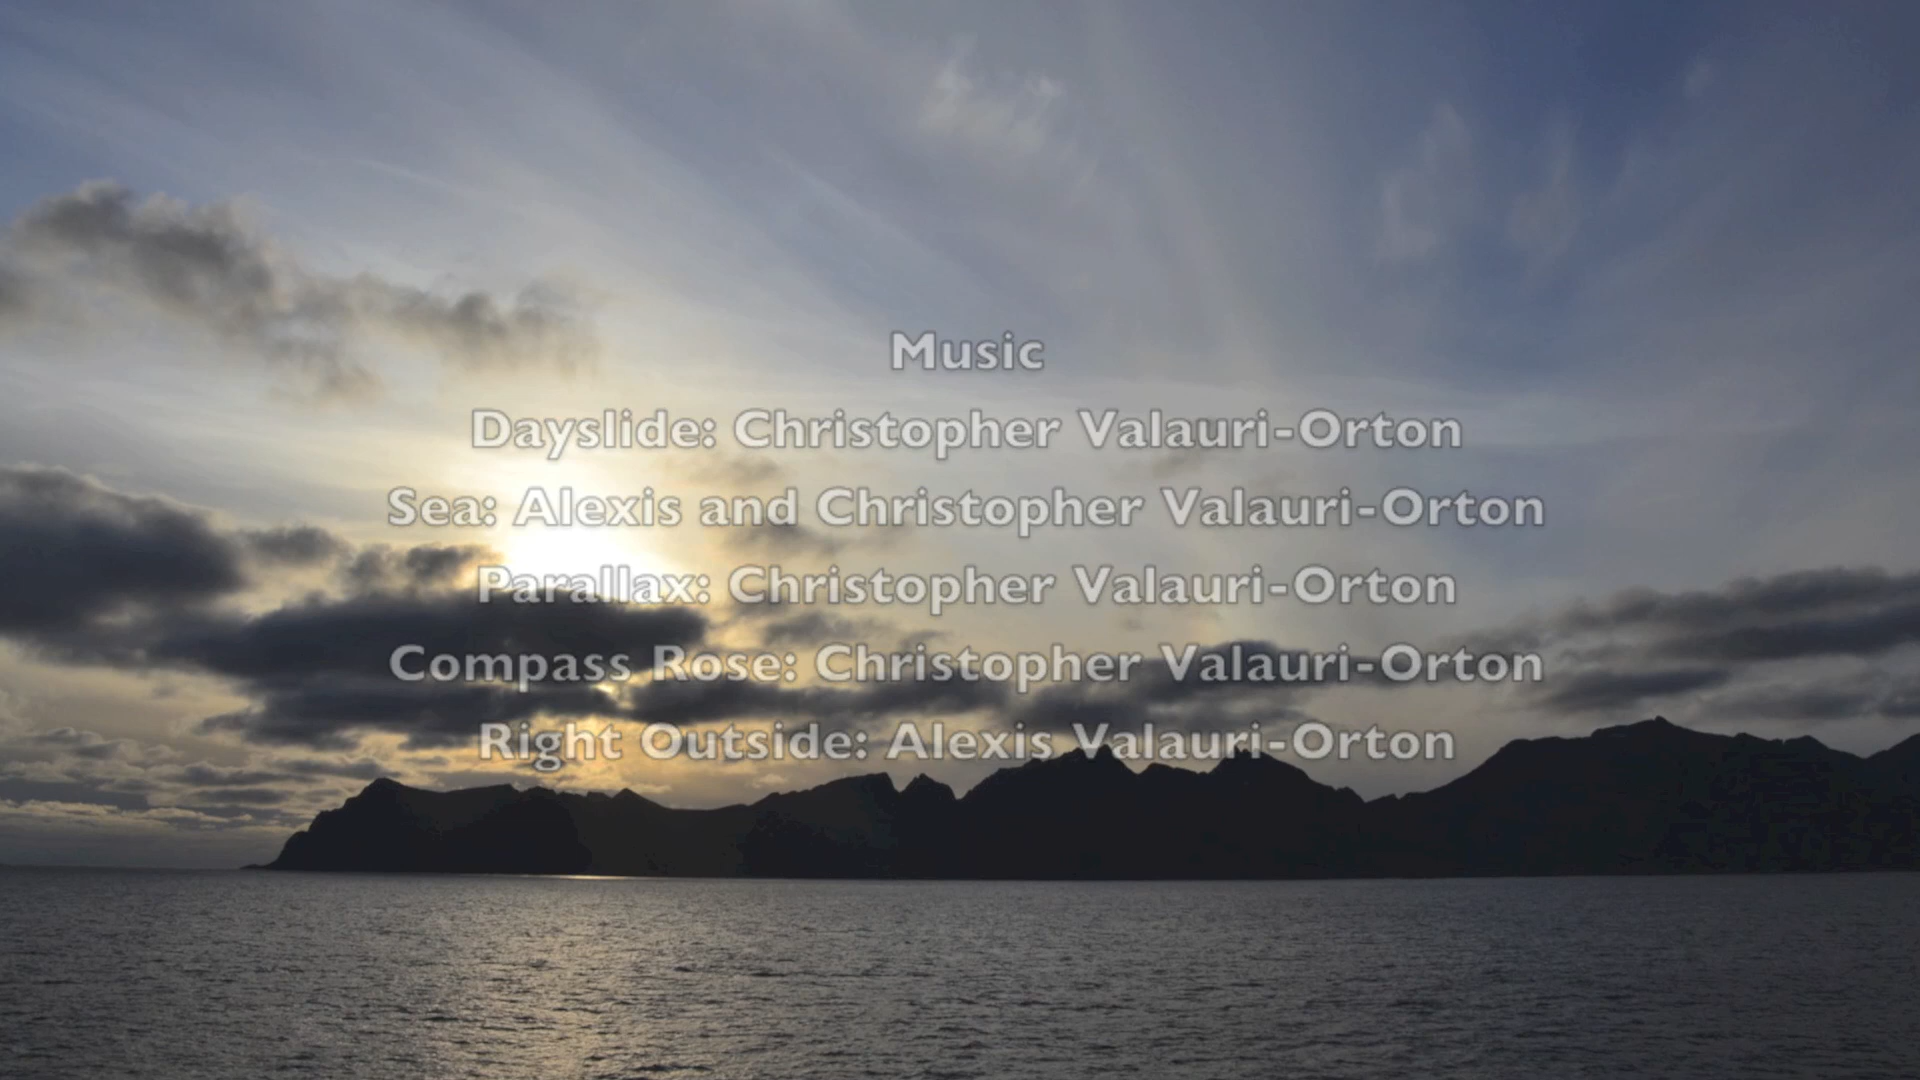 Music
Dayslide: Christopher Valauri-Orton
Sea: Alexis and Christopher Valauri-Orton
Parallax: Christopher Valauri-Orton
Compass Rose: Christopher Valauri-Orton
Right Outside: Alexis Valauri-Orton